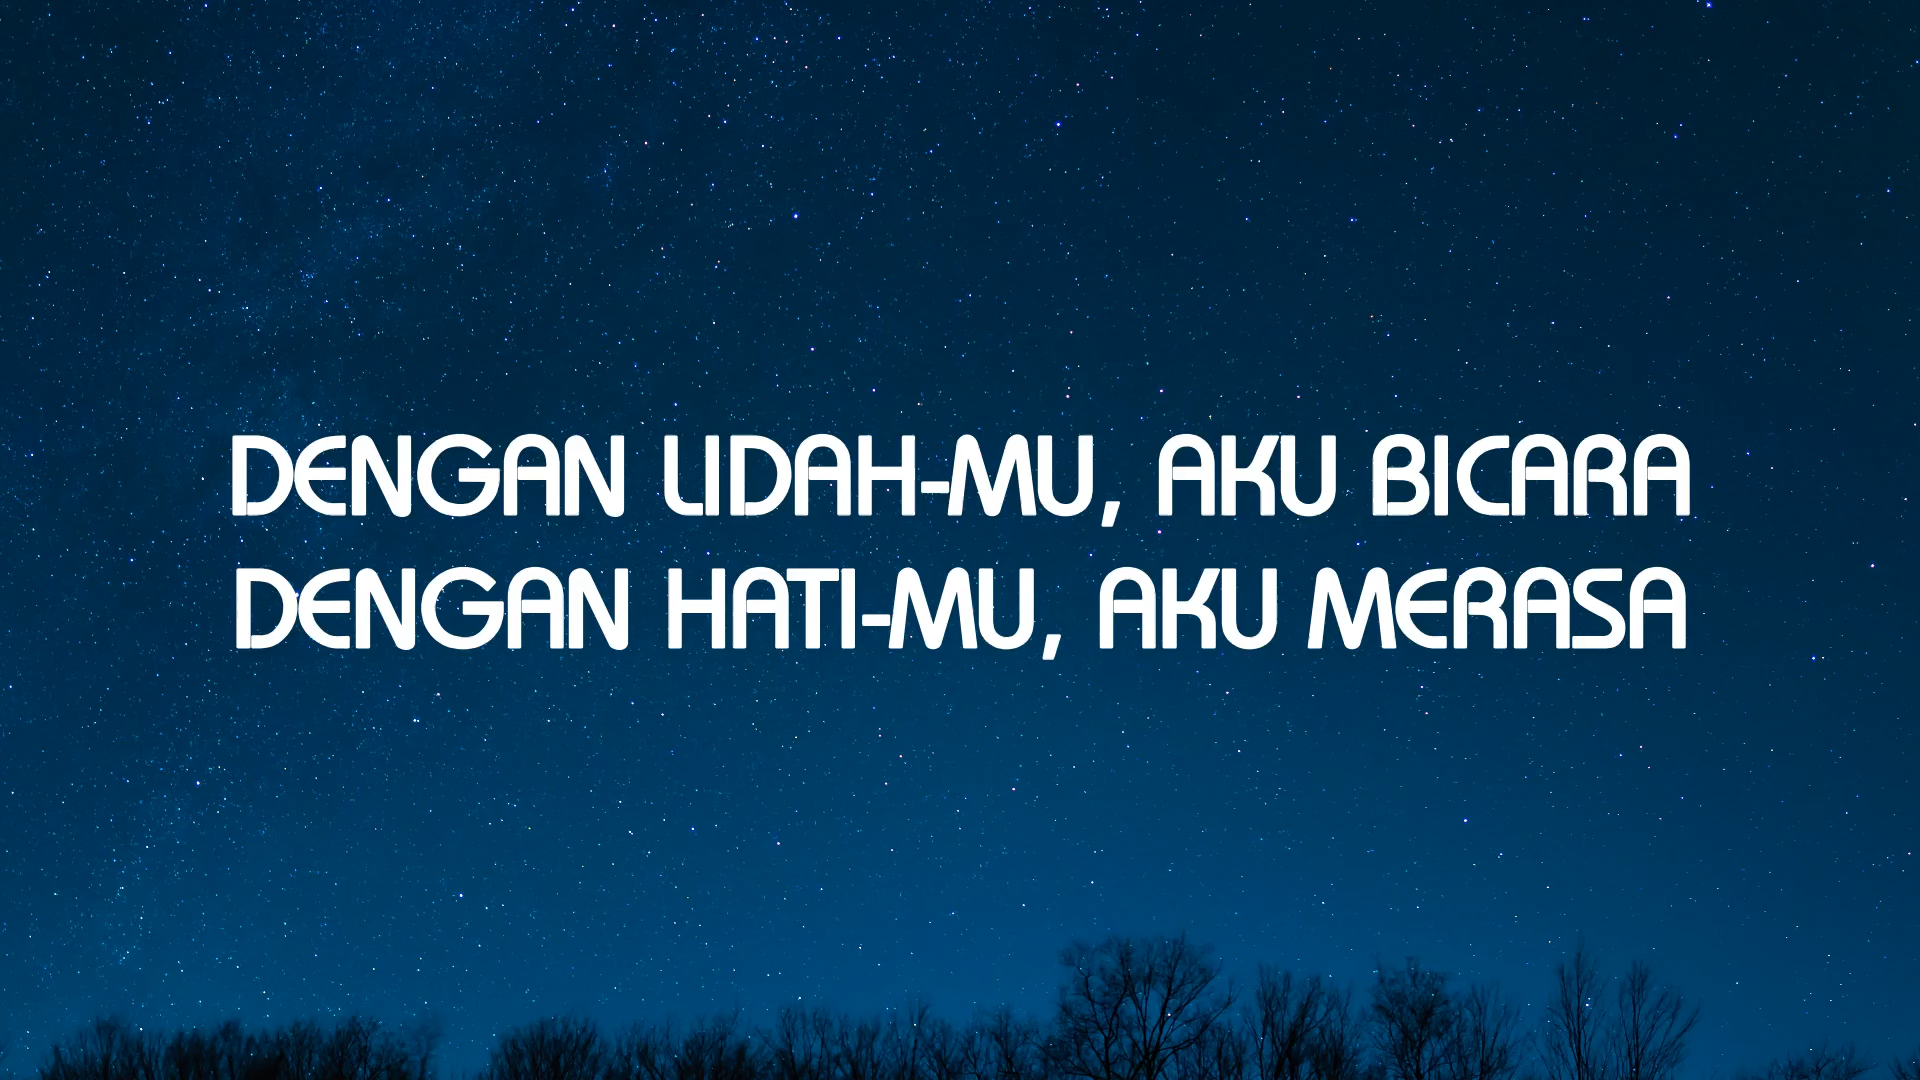 DENGAN LIDAH-MU, AKU BICARA
DENGAN HATI-MU, AKU MERASA